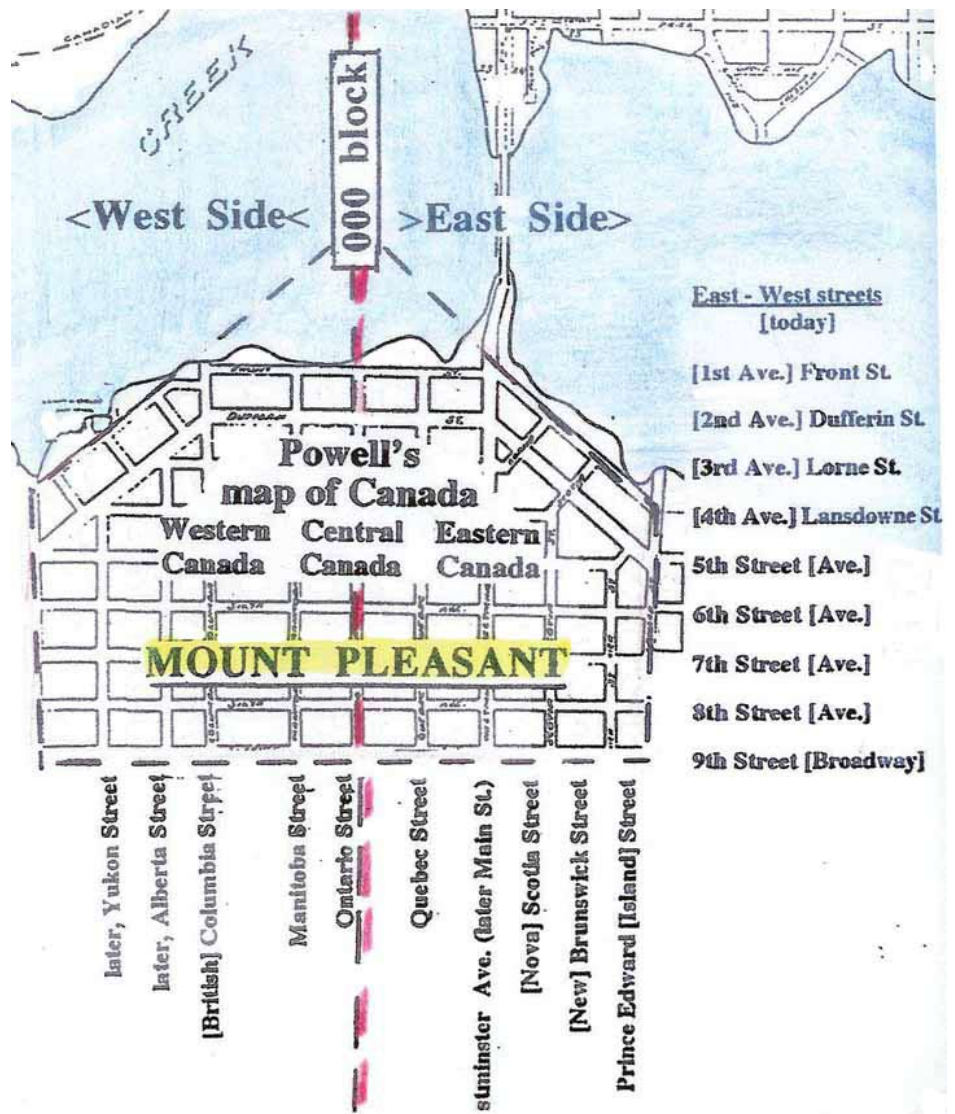 CANADIAN
CREEK
000 block
<West Side<
>East Side>
East - West streets
[today]
[1st Ave.] Front St.
[2nd Ave.] Dufferin St.
[3rd Ave.] Lorne St.
[4th Ave.] Lansdowne St
5th Street [Ave.]
6th Street [Ave.]
7th Street [Ave.]
8th Street [Ave.]
9th Street [Broadway]
ST.
DUFFERIN
ST.
Powell's
map of Canada
Western
Canada
Central
Canada
Eastern
Canada
MOUNT PLEASANT
later, Yukon Street
later, Alberta Street
[British] Columbia Street
Manitoba Street
Ontario Street
Quebec Street
stminster Ave. (later Main St.)
[Nova] Scotia Street
[New] Brunswick Street
Prince Edward [Island] Street